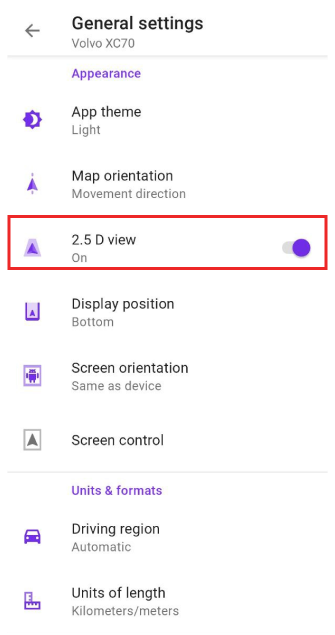 General settings
Volvo XC70
Appearance
App theme
Light
Map orientation
Movement direction
2.5 D view
On
Display position
Bottom
Screen orientation
Same as device
Screen control
Units & formats
Driving region
Automatic
Units of length
Kilometers/meters